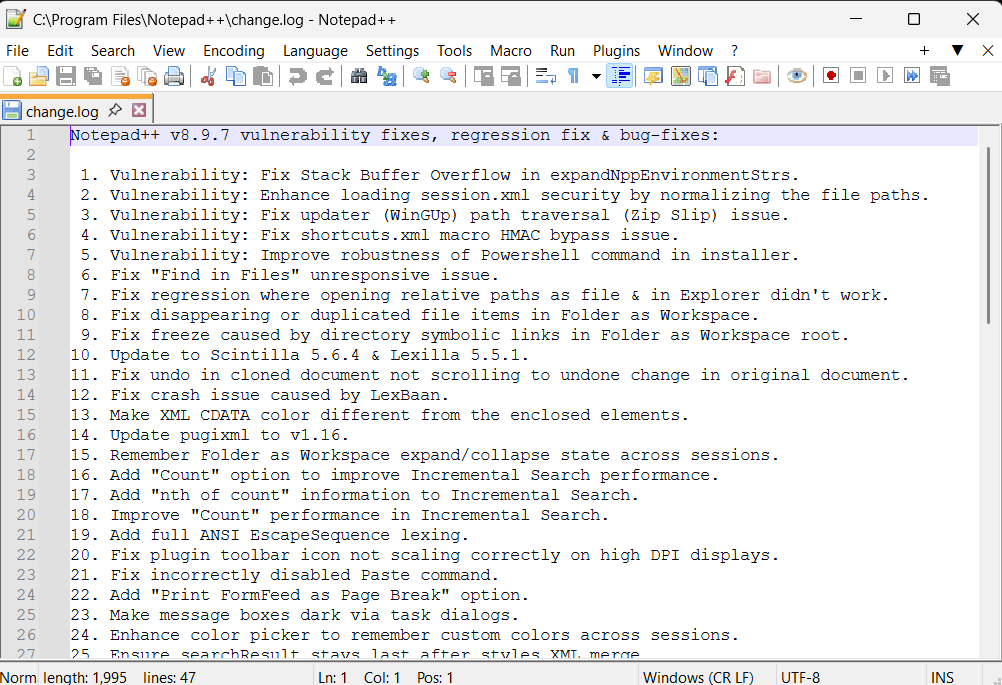 C:\Program Files\Notepad++\change.log - Notepad++
File Edit Search View Encoding Language Settings Tools Macro Run Plugins Window ?
change.log
1 Notepad++ v8.9.7 vulnerability fixes, regression fix & bug-fixes:
2
3 1. Vulnerability: Fix Stack Buffer Overflow in expandNppEnvironmentStrs.
4 2. Vulnerability: Enhance loading session.xml security by normalizing the file paths.
5 3. Vulnerability: Fix updater (WinGUp) path traversal (Zip Slip) issue.
6 4. Vulnerability: Fix shortcuts.xml macro HMAC bypass issue.
7 5. Vulnerability: Improve robustness of Powershell command in installer.
8 6. Fix "Find in Files" unresponsive issue.
9 7. Fix regression where opening relative paths as file & in Explorer didn't work.
10 8. Fix disappearing or duplicated file items in Folder as Workspace.
11 9. Fix freeze caused by directory symbolic links in Folder as Workspace root.
12 10. Update to Scintilla 5.6.4 & Lexilla 5.5.1.
13 11. Fix undo in cloned document not scrolling to undone change in original document.
14 12. Fix crash issue caused by LexBaan.
15 13. Make XML CDATA color different from the enclosed elements.
16 14. Update pugixml to v1.16.
17 15. Remember Folder as Workspace expand/collapse state across sessions.
18 16. Add "Count" option to improve Incremental Search performance.
19 17. Add "nth of count" information to Incremental Search.
20 18. Improve "Count" performance in Incremental Search.
21 19. Add full ANSI EscapeSequence lexing.
22 20. Fix plugin toolbar icon not scaling correctly on high DPI displays.
23 21. Fix incorrectly disabled Paste command.
24 22. Add "Print FormFeed as Page Break" option.
25 23. Make message boxes dark via task dialogs.
26 24. Enhance color picker to remember custom colors across sessions.
27 25. Ensure searchResult stays last after styles XML merge
Norm length: 1,995 lines: 47 Ln: 1 Col: 1 Pos: 1 Windows (CR LF) UTF-8 INS